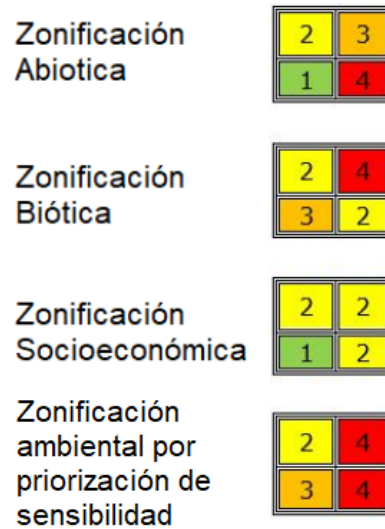 Zonificación
Abiotica
2 3
1 4
Zonificación
Biótica
2 4
3 2
Zonificación
Socioeconómica
2 2
1 2
Zonificación
ambiental por
priorización de
sensibilidad
2 4
3 4